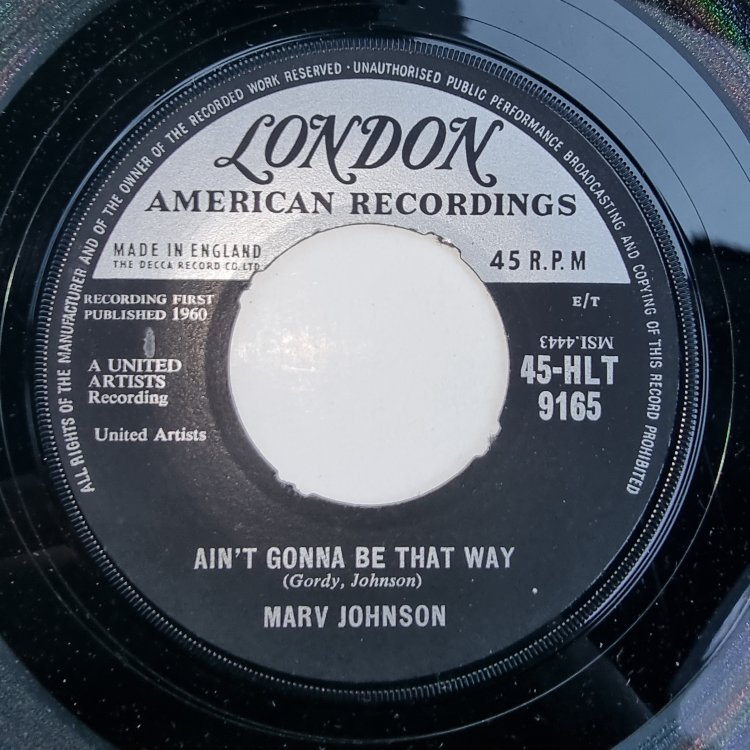 ALL RIGHTS OF THE MANUFACTURER AND OF THE OWNER OF THE RECORDED WORK RESERVED · UNAUTHORISED PUBLIC PERFORMANCE BROADCASTING AND COPYING OF THIS RECORD PROHIBITED
LONDON
AMERICAN RECORDINGS
MADE IN ENGLAND
THE DECCA RECORD CO. LTD.
45 R.P.M
RECORDING FIRST
PUBLISHED 1960
E/T
MSI.4443
A UNITED
ARTISTS
Recording
45-HLT
9165
United Artists
AIN'T GONNA BE THAT WAY
(Gordy, Johnson)
MARV JOHNSON